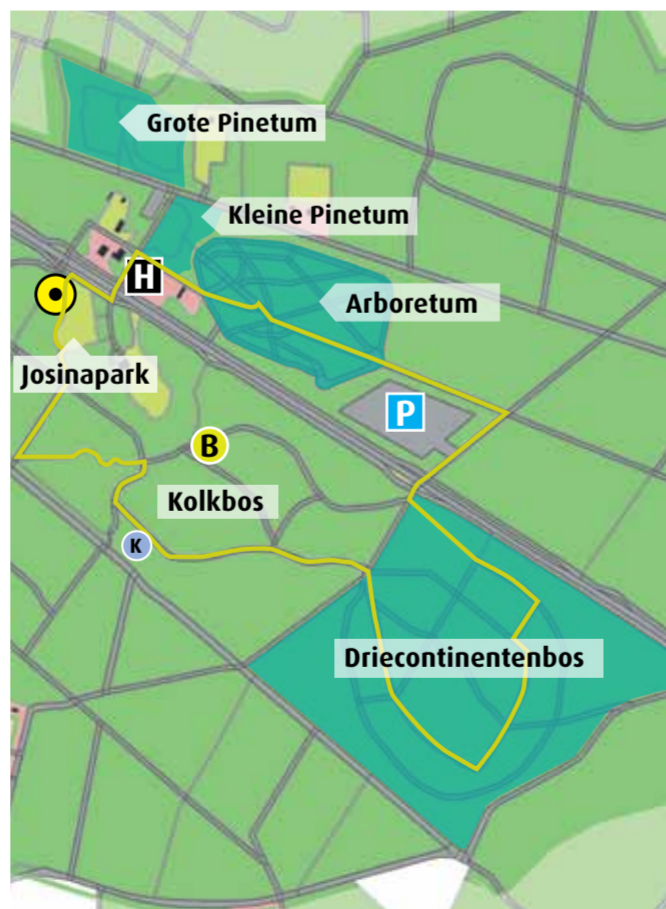 Grote Pinetum
Kleine Pinetum
H
Arboretum
Josinapark
P
B
Kolkbos
K
Driecontinentenbos